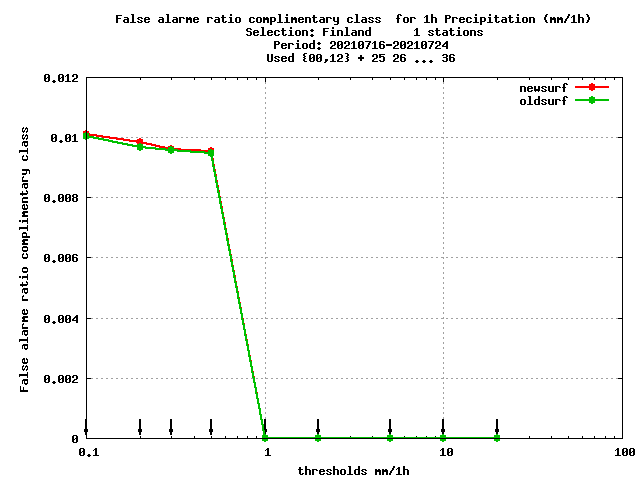 False alarme ratio complimentary class  for 1h Precipitation (mm/1h)
Selection: Finland      1 stations
Period: 20210716-20210724
Used {00,12} + 25 26 ... 36
newsurf
oldsurf
0.012
0.01
0.008
0.006
0.004
0.002
0
False alarme ratio complimentary class
0.1 1 10 100
thresholds mm/1h